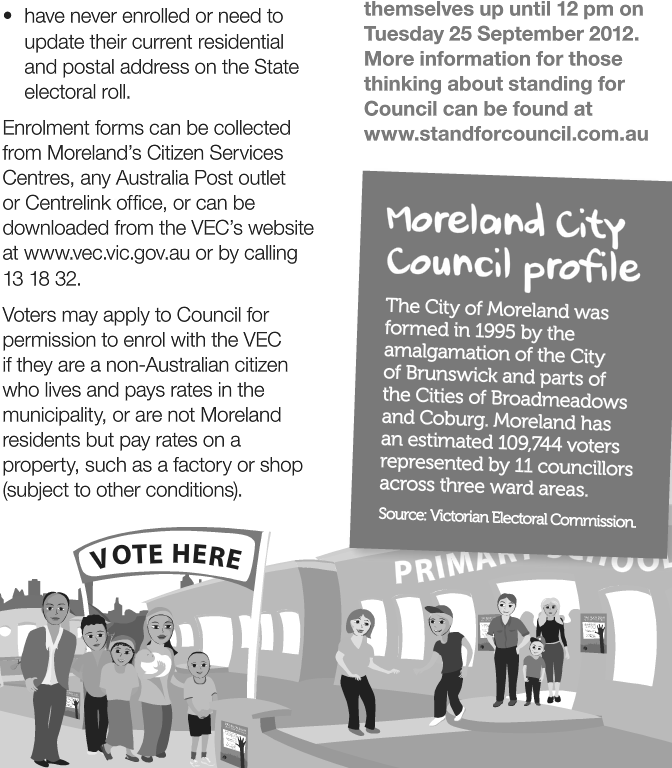 • have never enrolled or need to
update their current residential
and postal address on the State
electoral roll.
Enrolment forms can be collected
from Moreland's Citizen Services
Centres, any Australia Post outlet
or Centrelink office, or can be
downloaded from the VEC's website
at www.vec.vic.gov.au or by calling
13 18 32.
Voters may apply to Council for
permission to enrol with the VEC
if they are a non-Australian citizen
who lives and pays rates in the
municipality, or are not Moreland
residents but pay rates on a
property, such as a factory or shop
(subject to other conditions).
themselves up until 12 pm on
Tuesday 25 September 2012.
More information for those
thinking about standing for
Council can be found at
www.standforcouncil.com.au
Moreland City
Council profile
The City of Moreland was
formed in 1995 by the
amalgamation of the City
of Brunswick and parts of
the Cities of Broadmeadows
and Coburg. Moreland has
an estimated 109,744 voters
represented by 11 councillors
across three ward areas.
Source: Victorian Electoral Commission.
VOTE HERE
PRIMARY SCHOOL